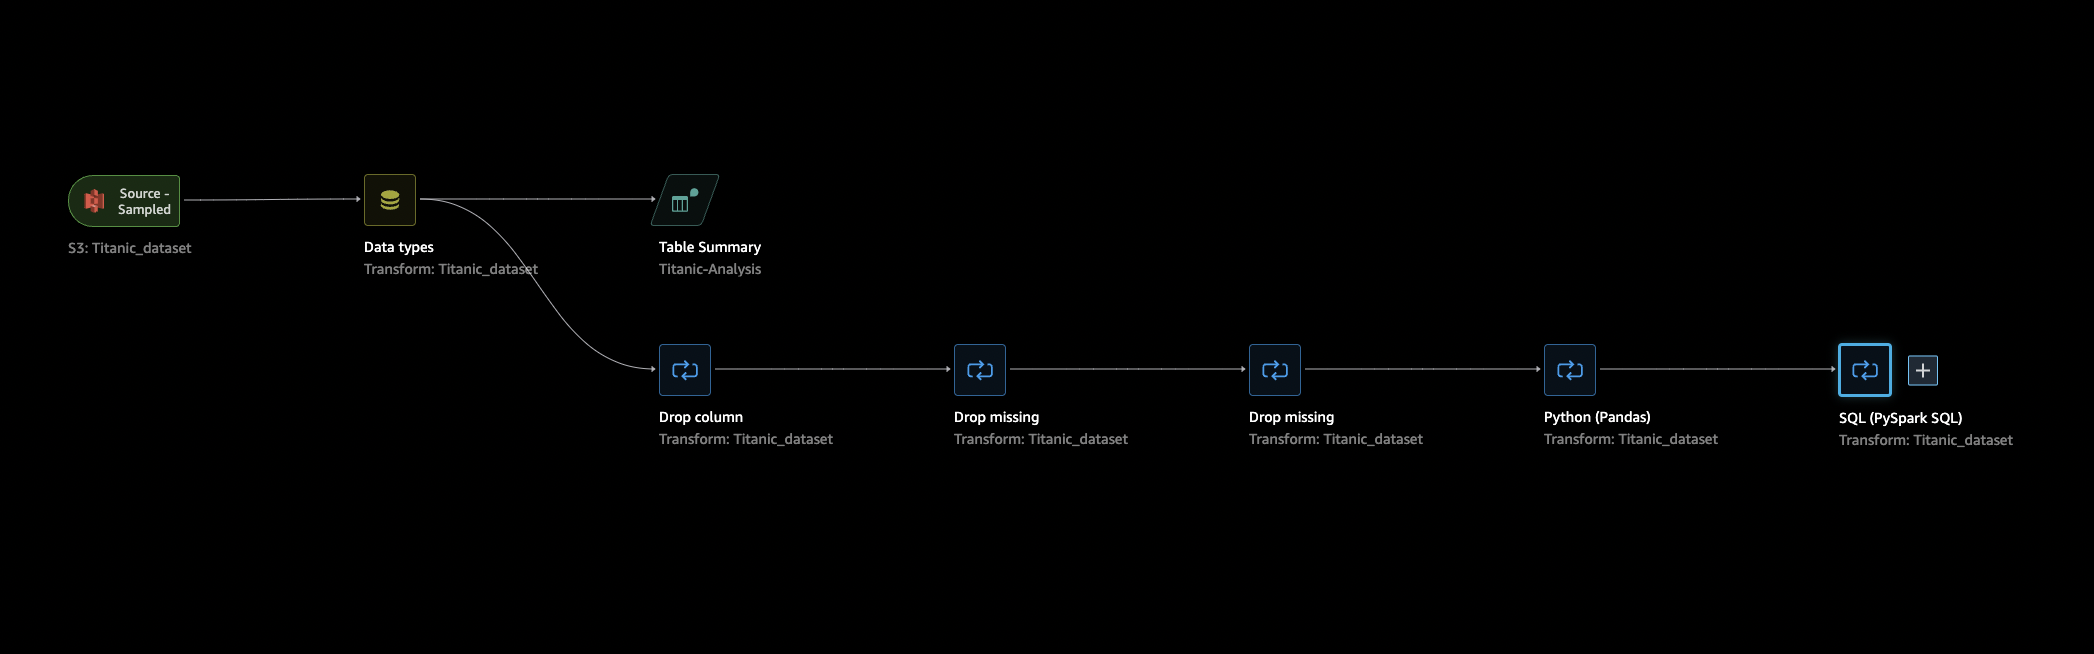 Source -
Sampled
S3: Titanic_dataset
Data types
Transform: Titanic_dataset
Table Summary
Titanic-Analysis
Drop column
Transform: Titanic_dataset
Drop missing
Transform: Titanic_dataset
Drop missing
Transform: Titanic_dataset
Python (Pandas)
Transform: Titanic_dataset
SQL (PySpark SQL)
Transform: Titanic_dataset